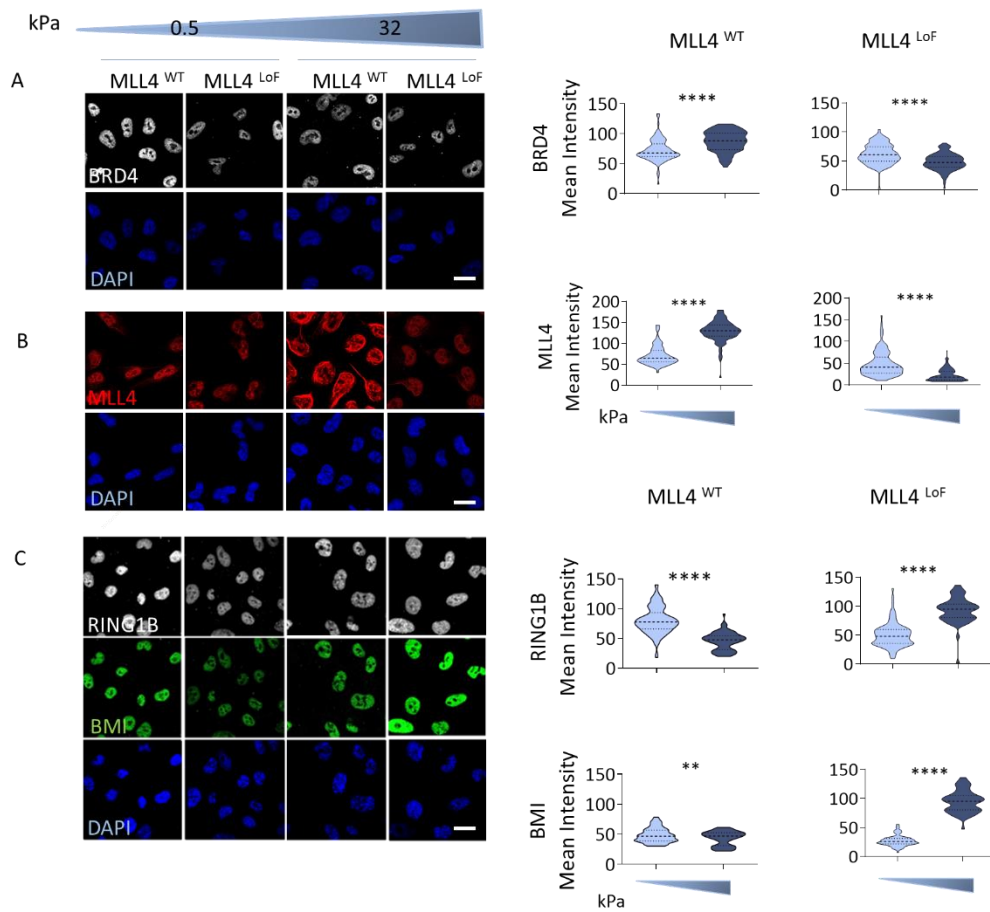 kPa 0.5 32
A MLL4 WT MLL4 LoF MLL4 WT MLL4 LoF
BRD4
DAPI
B
MLL4
DAPI
C
RING1B
BMI
DAPI
MLL4 WT MLL4 LoF
BRD4
Mean Intensity
150
100
50
0
****
150
100
50
0
****
MLL4
Mean Intensity
200
150
100
50
0
****
200
150
100
50
0
****
kPa
MLL4 WT MLL4 LoF
RING1B
Mean Intensity
150
100
50
0
****
150
100
50
0
****
BMI
Mean Intensity
150
100
50
0
**
150
100
50
0
****
kPa